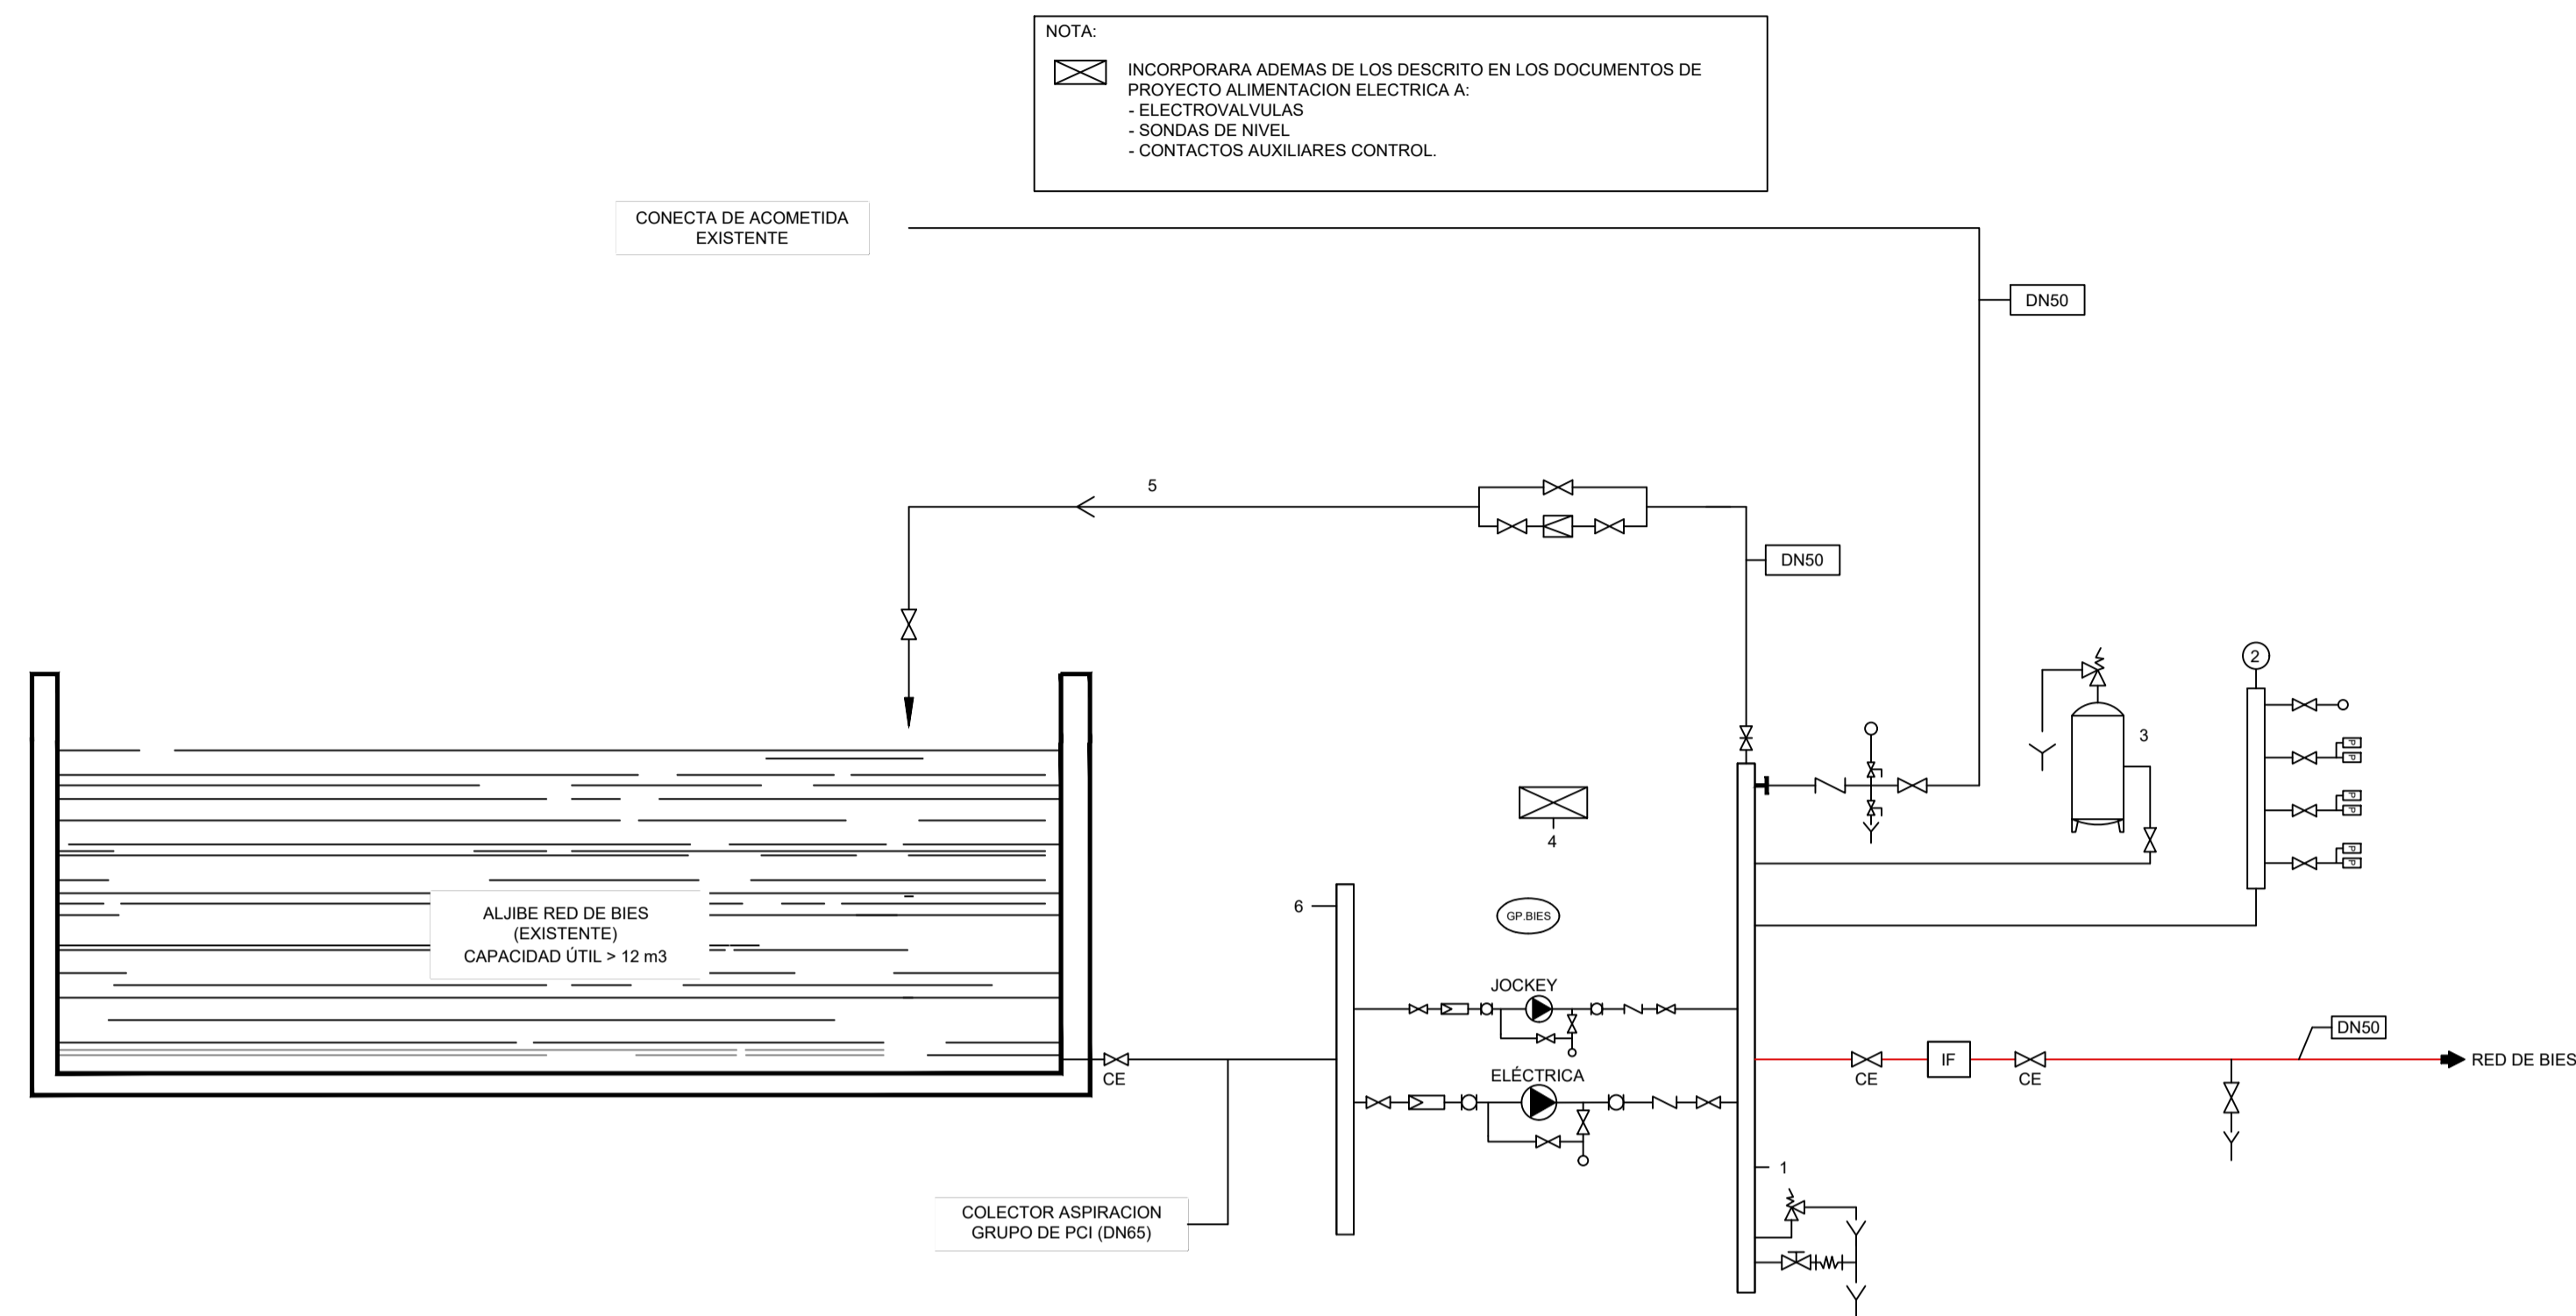 NOTA:
INCORPORARA ADEMAS DE LOS DESCRITO EN LOS DOCUMENTOS DE
PROYECTO ALIMENTACION ELECTRICA A:
- ELECTROVALVULAS
- SONDAS DE NIVEL
- CONTACTOS AUXILIARES CONTROL.
CONECTA DE ACOMETIDA
EXISTENTE
DN50
5
DN50
2
3
P
P
P
P
P
P
4
6
GP.BIES
ALJIBE RED DE BIES
(EXISTENTE)
CAPACIDAD ÚTIL > 12 m3
JOCKEY
DN50
CE
ELÉCTRICA
CE
IF
CE
RED DE BIES
1
COLECTOR ASPIRACION
GRUPO DE PCI (DN65)